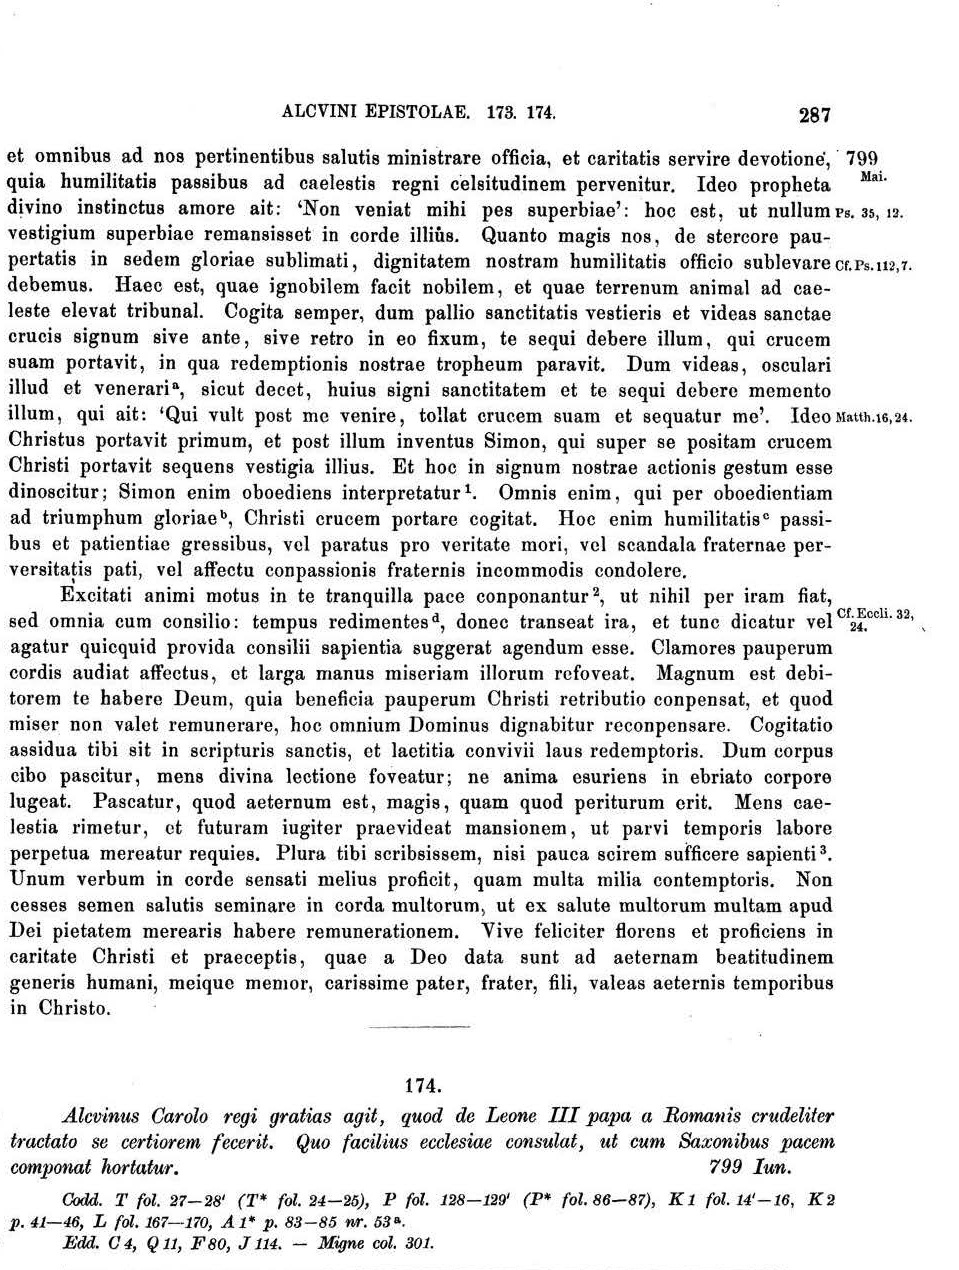 ALCVINI EPISTOLAE. 173. 174. 287
et omnibus ad nos pertinentibus salutis ministrare officia, et caritatis servire devotione, 799
quia humilitatis passibus ad caelestis regni celsitudinem pervenitur. Ideo propheta Mai.
divino instinctus amore ait: ‘Non veniat mihi pes superbiae’: hoc est, ut nullum Ps. 35, 12.
vestigium superbiae remansisset in corde illius. Quanto magis nos, de stercore pau-
pertatis in sedem gloriae sublimati, dignitatem nostram humilitatis officio sublevare Cf. Ps. 112, 7.
debemus. Haec est, quae ignobilem facit nobilem, et quae terrenum animal ad cae-
leste elevat tribunal. Cogita semper, dum pallio sanctitatis vestieris et videas sanctae
crucis signum sive ante, sive retro in eo fixum, te sequi debere illum, qui crucem
suam portavit, in qua redemptionis nostrae tropheum paravit. Dum videas, osculari
illud et venerariᵃ, sicut decet, huius signi sanctitatem et te sequi debere memento
illum, qui ait: ‘Qui vult post me venire, tollat crucem suam et sequatur me’. Ideo Matth. 16, 24.
Christus portavit primum, et post illum inventus Simon, qui super se positam crucem
Christi portavit sequens vestigia illius. Et hoc in signum nostrae actionis gestum esse
dinoscitur; Simon enim oboediens interpretatur¹. Omnis enim, qui per oboedientiam
ad triumphum gloriaeᵇ, Christi crucem portare cogitat. Hoc enim humilitatisᶜ passi-
bus et patientiae gressibus, vel paratus pro veritate mori, vel scandala fraternae per-
versitatis pati, vel affectu conpassionis fraternis incommodis condolere.
Excitati animi motus in te tranquilla pace conponantur², ut nihil per iram fiat,
sed omnia cum consilio: tempus redimentesᵈ, donec transeat ira, et tunc dicatur vel Cf. Eccli. 32, 24.
agatur quicquid provida consilii sapientia suggerat agendum esse. Clamores pauperum
cordis audiat affectus, et larga manus miseriam illorum refoveat. Magnum est debi-
torem te habere Deum, quia beneficia pauperum Christi retributio conpensat, et quod
miser non valet remunerare, hoc omnium Dominus dignabitur reconpensare. Cogitatio
assidua tibi sit in scripturis sanctis, et laetitia convivii laus redemptoris. Dum corpus
cibo pascitur, mens divina lectione foveatur; ne anima esuriens in ebriato corpore
lugeat. Pascatur, quod aeternum est, magis, quam quod periturum erit. Mens cae-
lestia rimetur, et futuram iugiter praevideat mansionem, ut parvi temporis labore
perpetua mereatur requies. Plura tibi scribsissem, nisi pauca scirem sufficere sapienti³.
Unum verbum in corde sensati melius proficit, quam multa milia contemptoris. Non
cesses semen salutis seminare in corda multorum, ut ex salute multorum multam apud
Dei pietatem merearis habere remunerationem. Vive feliciter florens et proficiens in
caritate Christi et praeceptis, quae a Deo data sunt ad aeternam beatitudinem
generis humani, meique memor, carissime pater, frater, fili, valeas aeternis temporibus
in Christo.
174.
Alcvinus Carolo regi gratias agit, quod de Leone III papa a Romanis crudeliter
tractato se certiorem fecerit. Quo facilius ecclesiae consulat, ut cum Saxonibus pacem
componat hortatur. 799 Iun.
Codd. T fol. 27—28' (T* fol. 24—25), P fol. 128—129' (P* fol. 86—87), K 1 fol. 14'—16, K 2
p. 41—46, L fol. 167—170, A 1* p. 83—85 nr. 53ᵃ.
Edd. C 4, Q 11, F 80, J 114. — Migne col. 301.